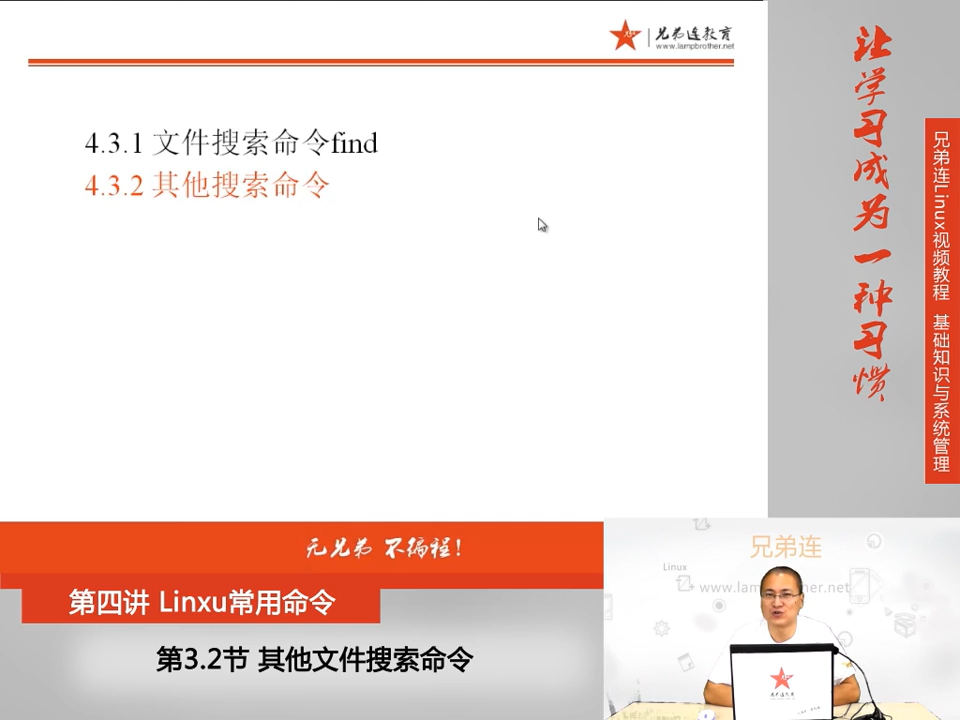 兄弟连教育
www.lampbrother.net
4.3.1 文件搜索命令find
4.3.2 其他搜索命令
让学习成为一种习惯
兄弟连Linux视频教程 基础知识与系统管理
无兄弟 不编程!
第四讲 Linxu常用命令
第3.2节 其他文件搜索命令
兄弟连
Linux